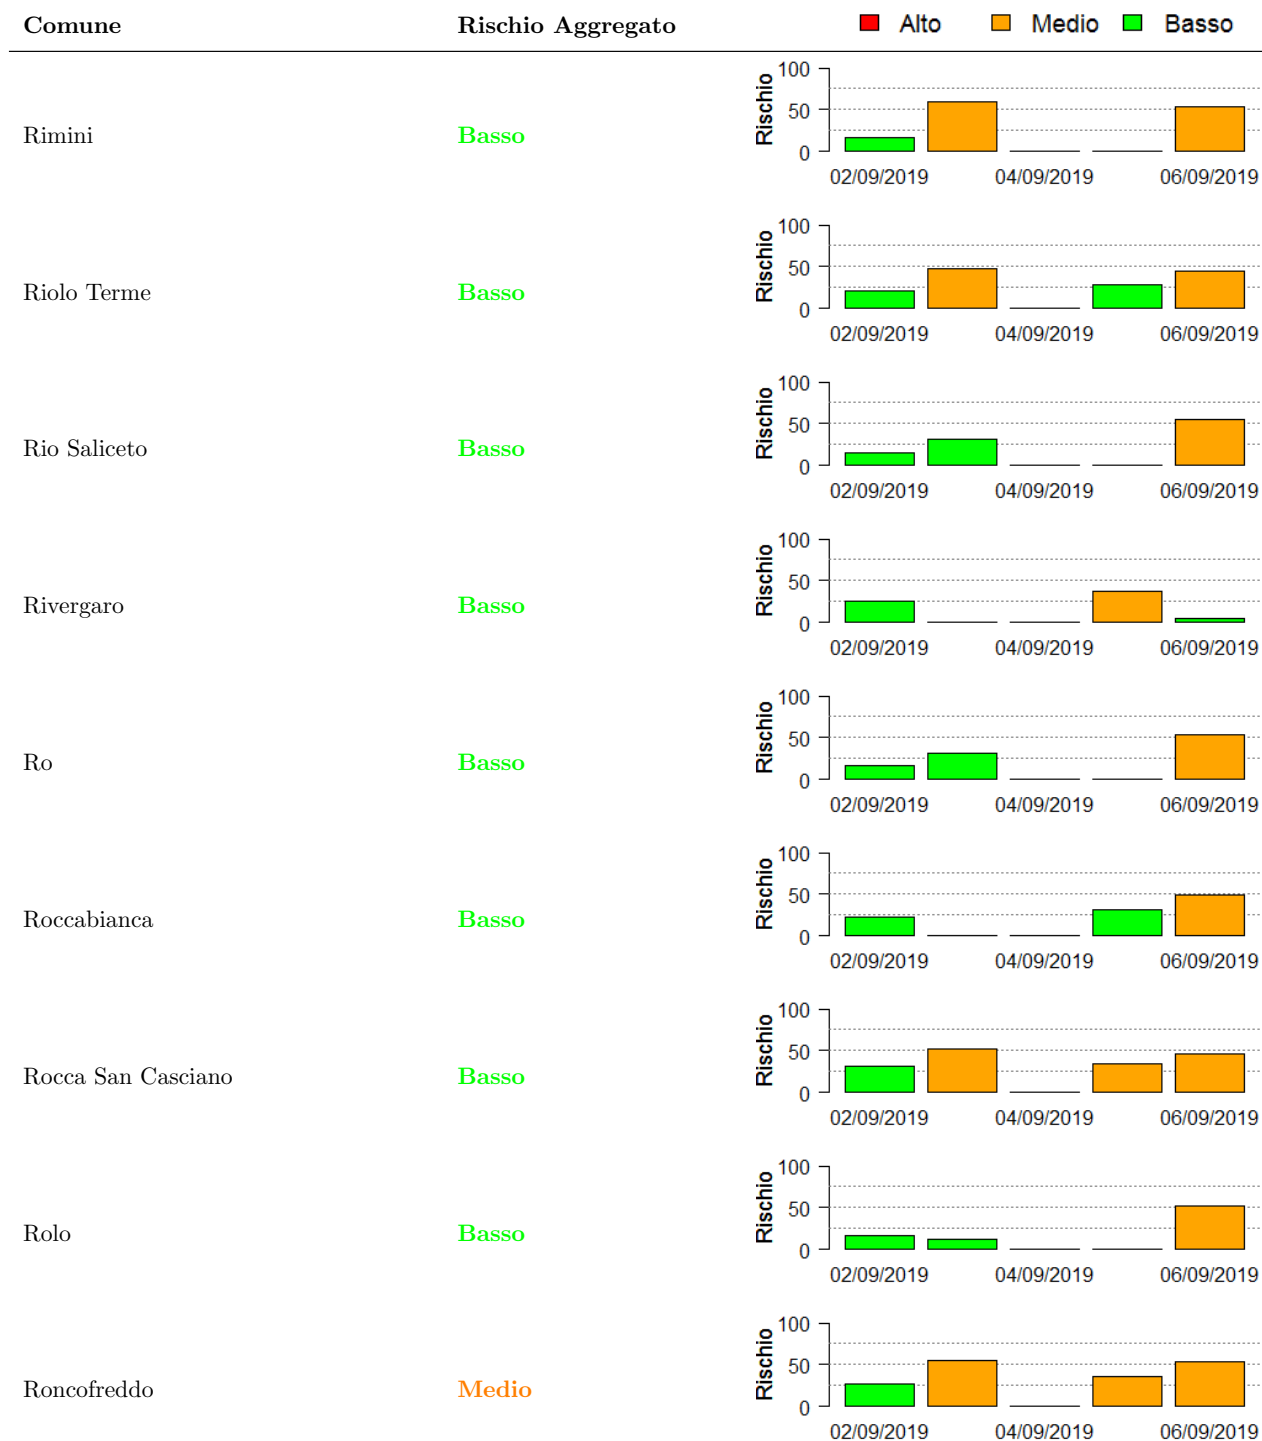 Comune Rischio Aggregato Alto Medio Basso
100
50
0
Rischio
Rimini Basso
02/09/2019 04/09/2019 06/09/2019
100
50
0
Rischio
Riolo Terme Basso
02/09/2019 04/09/2019 06/09/2019
100
50
0
Rischio
Rio Saliceto Basso
02/09/2019 04/09/2019 06/09/2019
100
50
0
Rischio
Rivergaro Basso
02/09/2019 04/09/2019 06/09/2019
100
50
0
Rischio
Ro Basso
02/09/2019 04/09/2019 06/09/2019
100
50
0
Rischio
Roccabianca Basso
02/09/2019 04/09/2019 06/09/2019
100
50
0
Rischio
Rocca San Casciano Basso
02/09/2019 04/09/2019 06/09/2019
100
50
0
Rischio
Rolo Basso
02/09/2019 04/09/2019 06/09/2019
100
50
0
Rischio
Roncofreddo Medio
02/09/2019 04/09/2019 06/09/2019